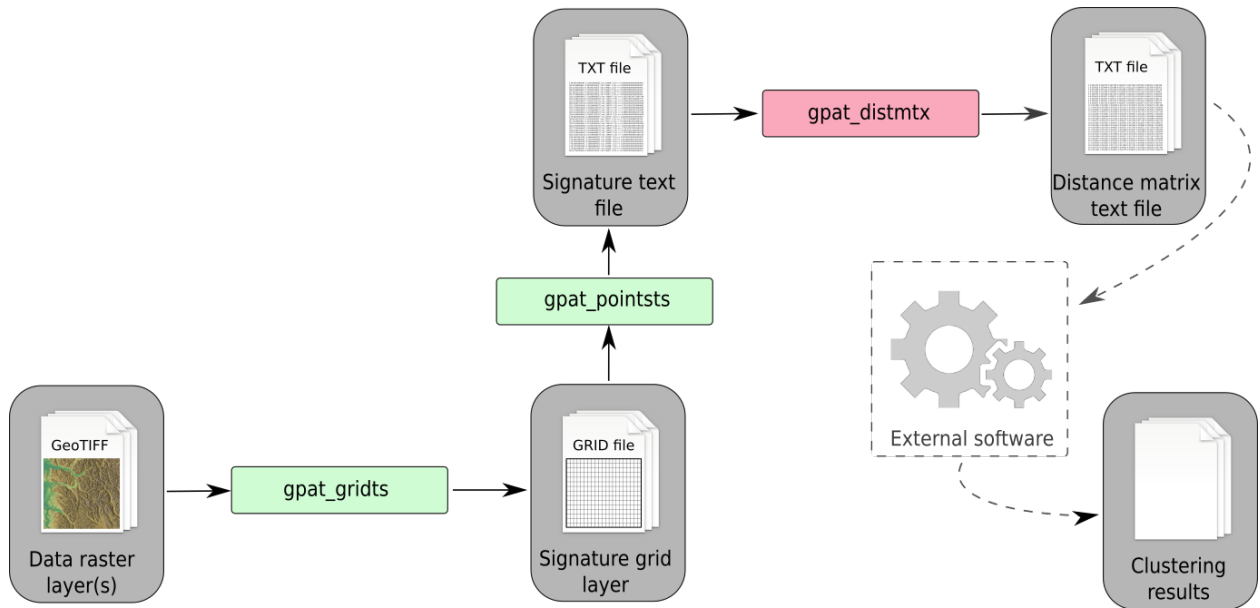 TXT file
Signature text
file
gpat_distmtx
TXT file
Distance matrix
text file
gpat_pointsts
External software
GeoTIFF
Data raster
layer(s)
gpat_gridts
GRID file
Signature grid
layer
Clustering
results